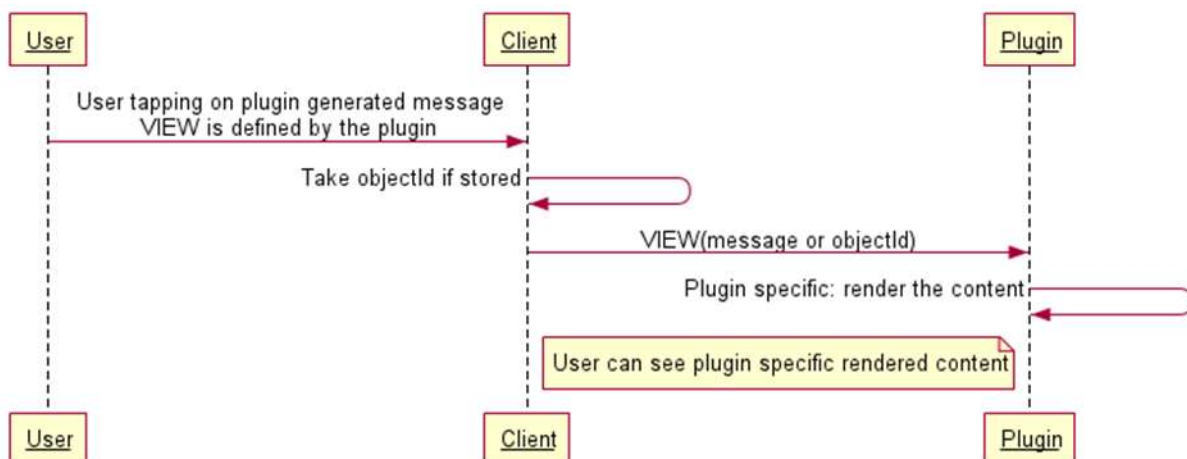 User
Client
Plugin
User tapping on plugin generated message
VIEW is defined by the plugin
Take objectId if stored
VIEW(message or objectId)
Plugin specific: render the content
User can see plugin specific rendered content
User
Client
Plugin